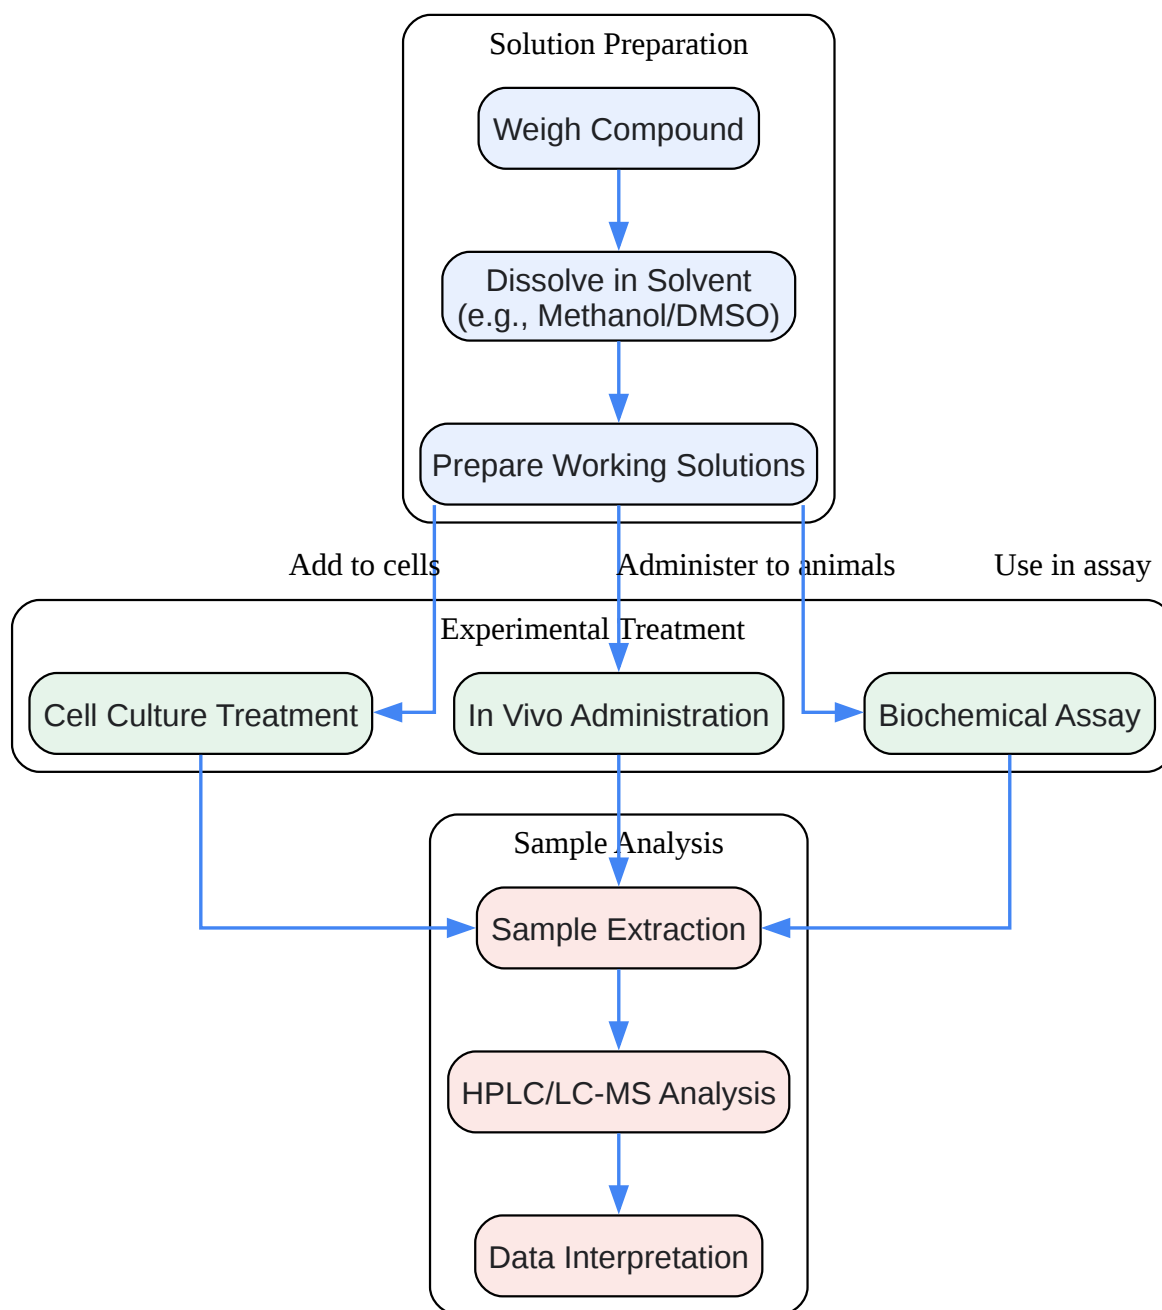 Solution Preparation
Weigh Compound
Dissolve in Solvent
(e.g., Methanol/DMSO)
Prepare Working Solutions
Add to cells
Administer to animals
Use in assay
Experimental Treatment
Cell Culture Treatment
In Vivo Administration
Biochemical Assay
Sample Analysis
Sample Extraction
HPLC/LC-MS Analysis
Data Interpretation